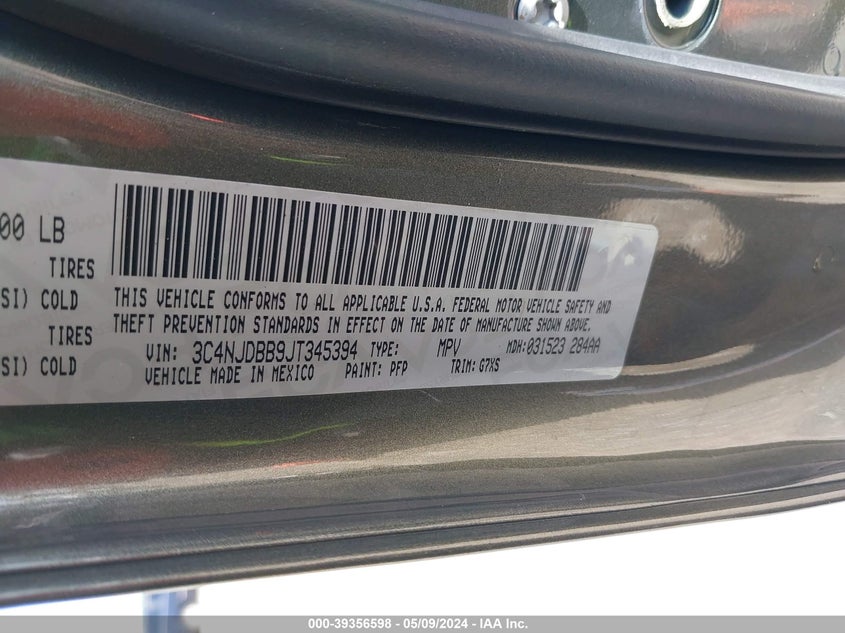 00 LB
TIRES
SI) COLD
TIRES
SI) COLD
THIS VEHICLE CONFORMS TO ALL APPLICABLE U.S.A. FEDERAL MOTOR VEHICLE SAFETY AND
THEFT PREVENTION STANDARDS IN EFFECT ON THE DATE OF MANUFACTURE SHOWN ABOVE.
VIN: 3C4NJDBB9JT345394 TYPE: MPV MDH:031523 284AA
VEHICLE MADE IN MEXICO PAINT: PFP TRIM: G7XS
000-39356598 - 05/09/2024 - IAA Inc.